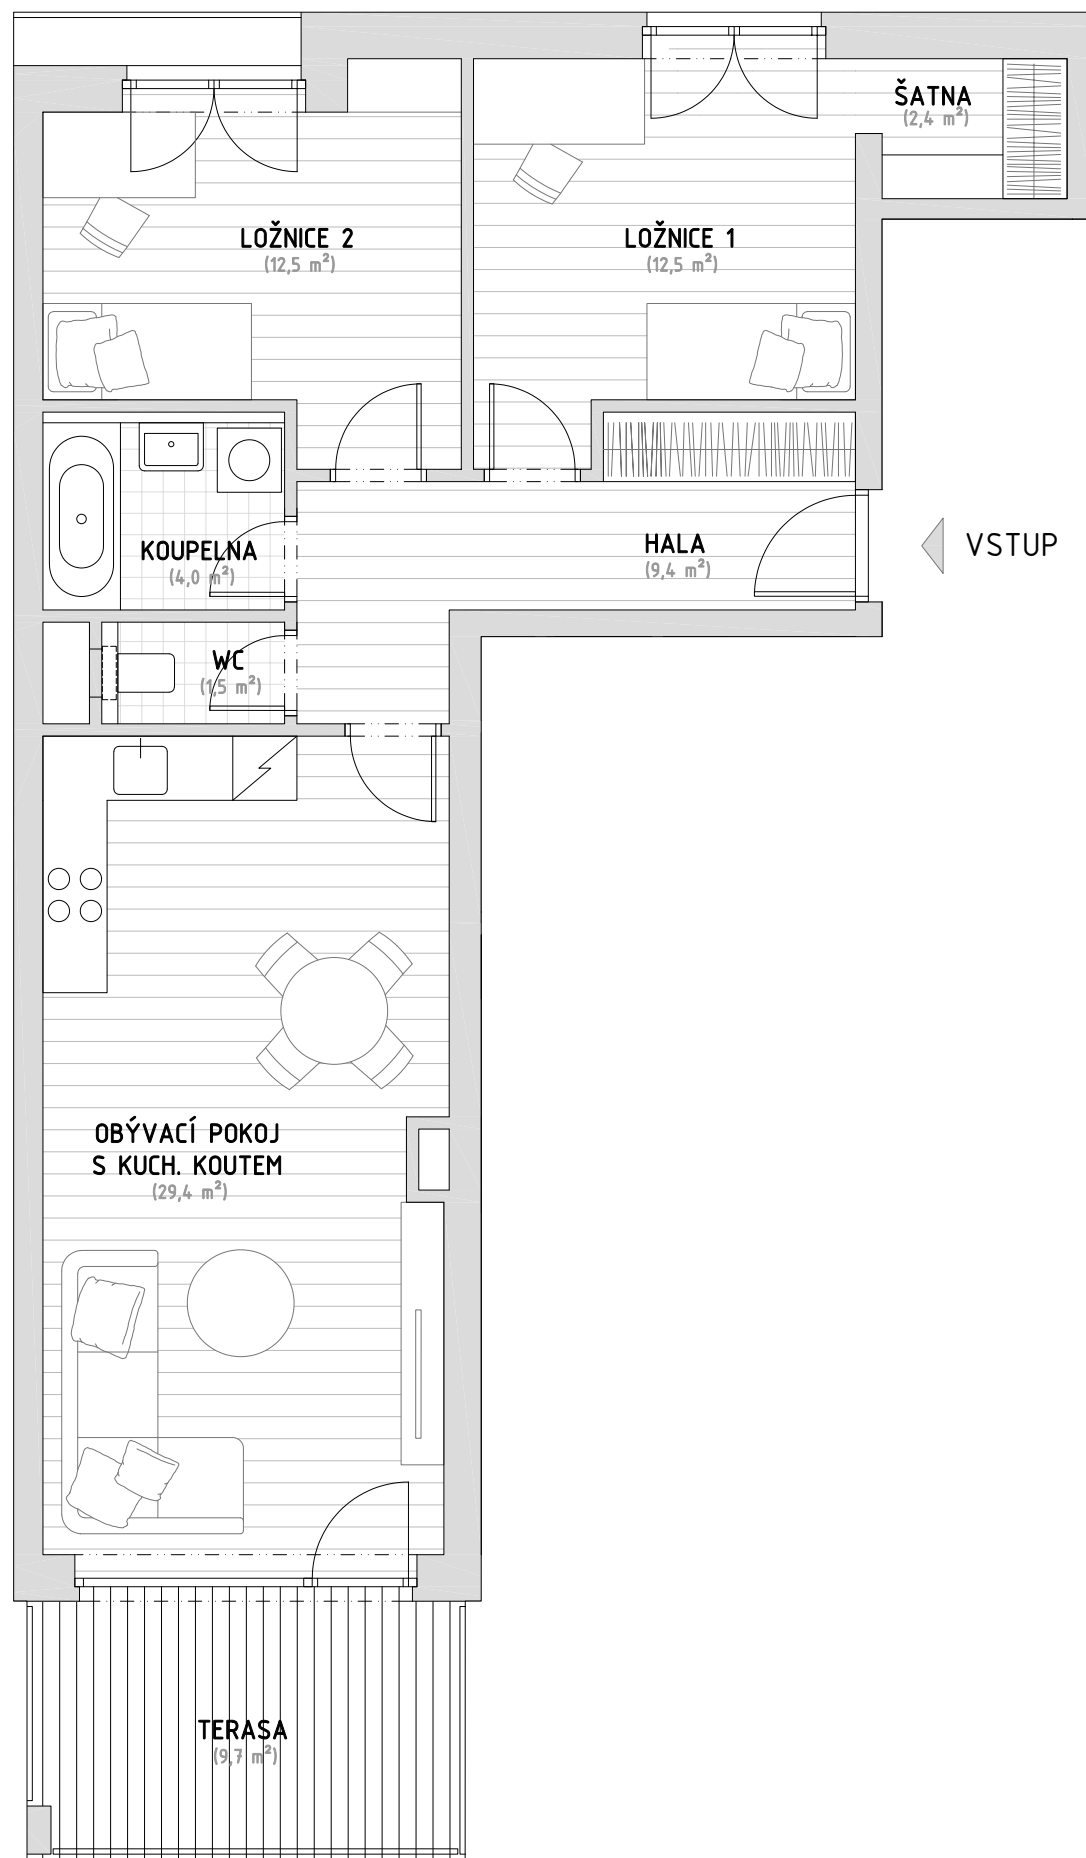 ŠATNA
(2,4 m²)
LOŽNICE 2
(12,5 m²)
LOŽNICE 1
(12,5 m²)
KOUPELNA
(4,0 m²)
HALA
(9,4 m²)
VSTUP
WC
(1,5 m²)
OBÝVACÍ POKOJ
S KUCH. KOUTEM
(29,4 m²)
TERASA
(9,7 m²)